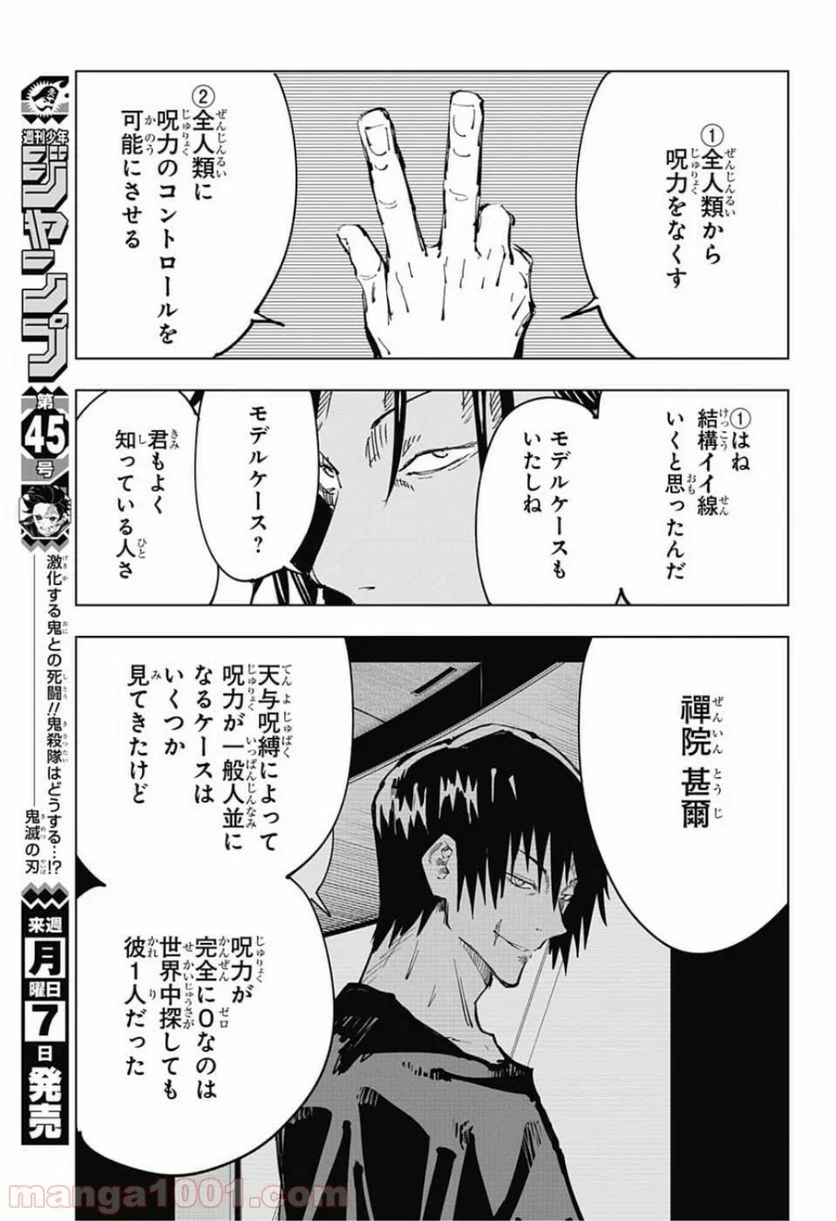 ①全人類から
呪力をなくす
②全人類に
呪力のコントロールを
可能にさせる
①はね
結構イイ線
いくと思ったんだ
モデルケースも
いたしね
モデルケース?
君もよく
知っている人さ
禪院 甚爾
天与呪縛によって
呪力が一般人並に
なるケースは
いくつか
見てきたけど
呪力が
完全に0なのは
世界中探しても
彼1人だった
週刊少年
ジャンプ
第
45
号
激化する鬼との死闘!!鬼殺隊はどうする…!?
鬼滅の刃
来週
月
曜日
7
日
発売
manga1001.com